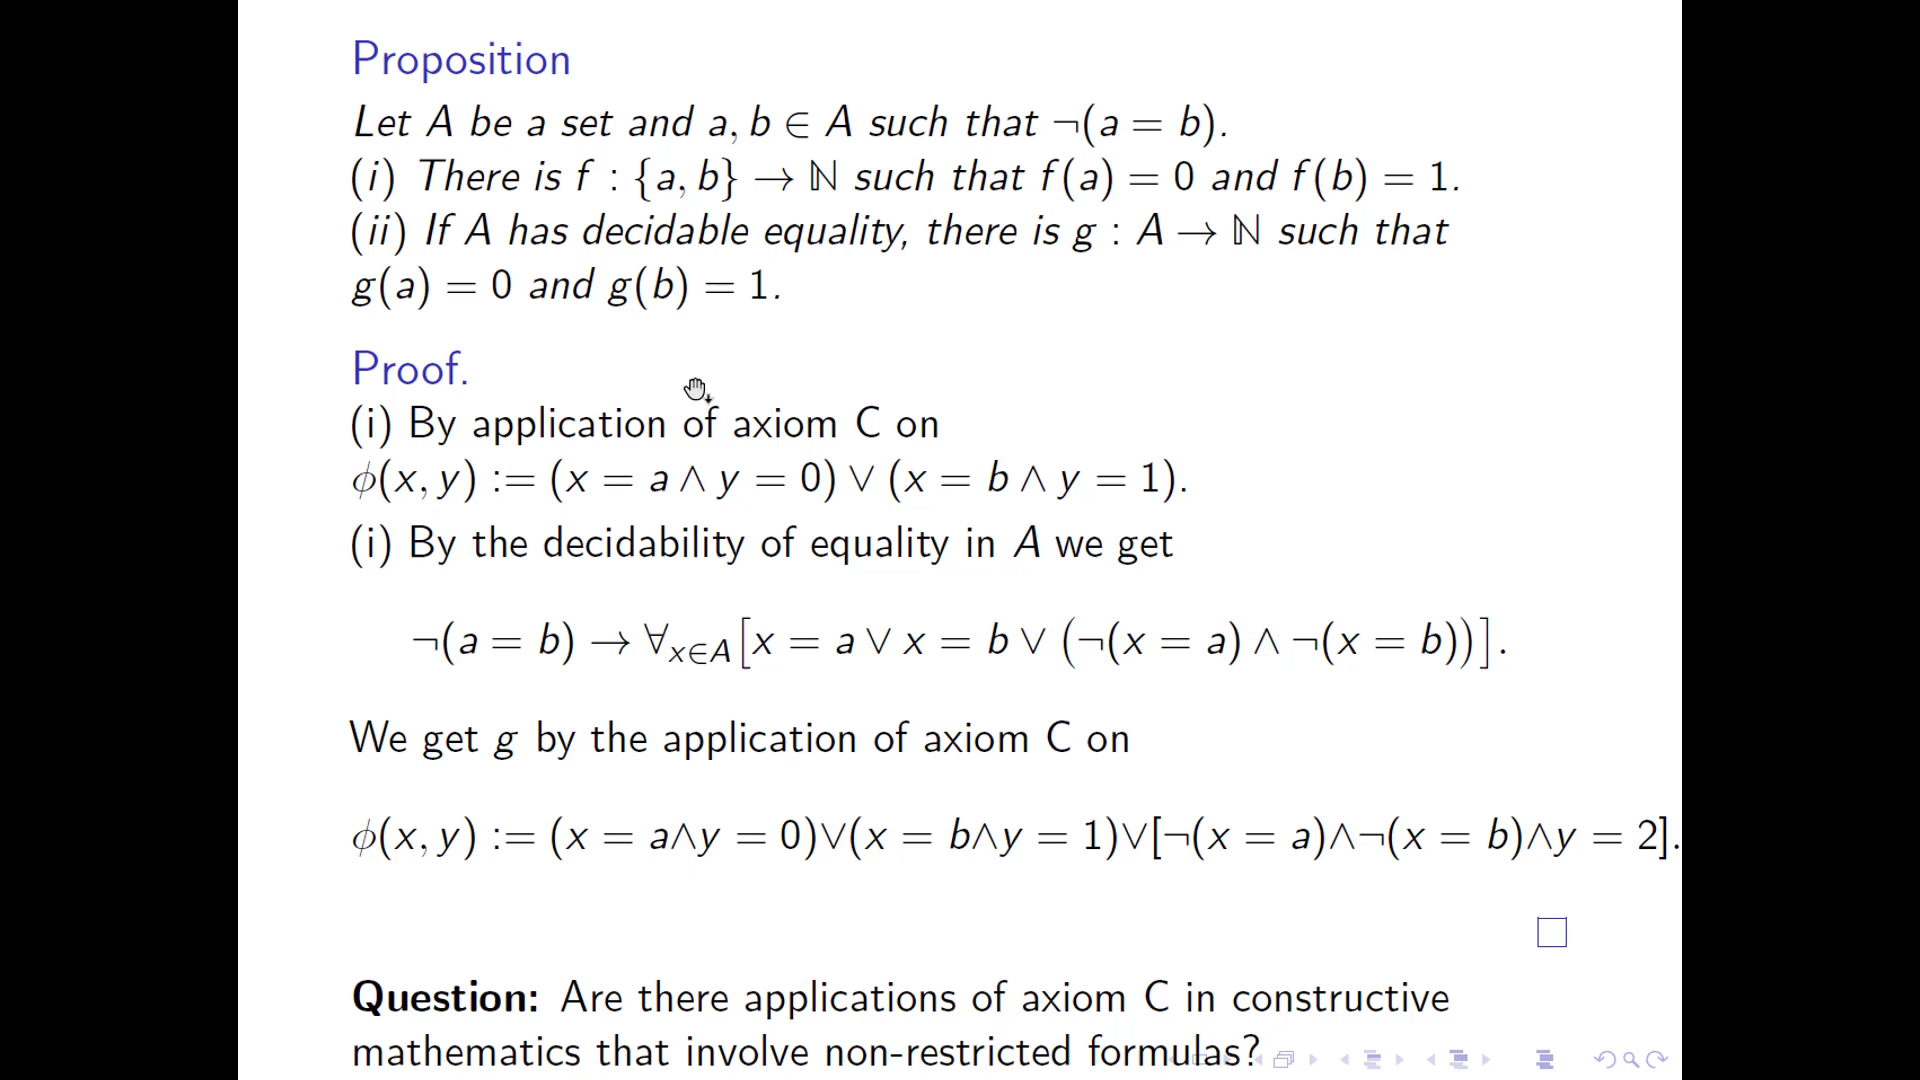 Proposition
Let A be a set and a, b ∈ A such that ¬(a = b).
(i) There is f : {a, b} → ℕ such that f(a) = 0 and f(b) = 1.
(ii) If A has decidable equality, there is g : A → ℕ such that
g(a) = 0 and g(b) = 1.
Proof.
(i) By application of axiom C on
ϕ(x, y) := (x = a ∧ y = 0) ∨ (x = b ∧ y = 1).
(i) By the decidability of equality in A we get
¬(a = b) → ∀x∈A[x = a ∨ x = b ∨ (¬(x = a) ∧ ¬(x = b))].
We get g by the application of axiom C on
ϕ(x, y) := (x = a∧y = 0)∨(x = b∧y = 1)∨[¬(x = a)∧¬(x = b)∧y = 2].
Question: Are there applications of axiom C in constructive
mathematics that involve non-restricted formulas?